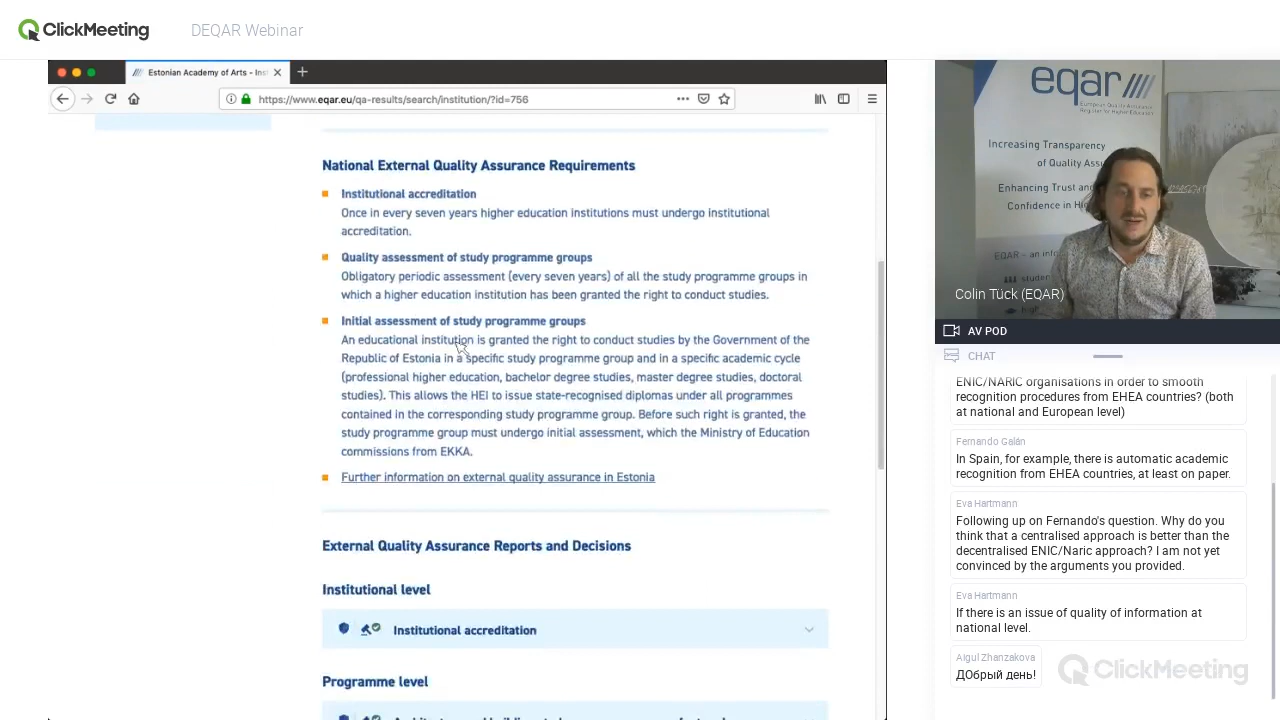 ClickMeeting
DEQAR Webinar
Estonian Academy of Arts - Inst
https://www.eqar.eu/qa-results/search/institution/?id=756
National External Quality Assurance Requirements
Institutional accreditation
Once in every seven years higher education institutions must undergo institutional
accreditation.
Quality assessment of study programme groups
Obligatory periodic assessment (every seven years) of all the study programme groups in
which a higher education institution has been granted the right to conduct studies.
Initial assessment of study programme groups
An educational institution is granted the right to conduct studies by the Government of the
Republic of Estonia in a specific study programme group and in a specific academic cycle
(professional higher education, bachelor degree studies, master degree studies, doctoral
studies). This allows the HEI to issue state-recognised diplomas under all programmes
contained in the corresponding study programme group. Before such right is granted, the
study programme group must undergo initial assessment, which the Ministry of Education
commissions from EKKA.
Further information on external quality assurance in Estonia
External Quality Assurance Reports and Decisions
Institutional level
Institutional accreditation
Programme level
eqar
European Quality Assurance
Register for Higher Education
Increasing Transparency
of Quality Assu
Enhancing Trust and
Confidence in Hi
EQAR – an inf
stude
Colin Tück (EQAR)
AV POD
CHAT
ENIC/NARIC organisations in order to smooth
recognition procedures from EHEA countries? (both
at national and European level)
Fernando Galán
In Spain, for example, there is automatic academic
recognition from EHEA countries, at least on paper.
Eva Hartmann
Following up on Fernando's question. Why do you
think that a centralised approach is better than the
decentralised ENIC/Naric approach? I am not yet
convinced by the arguments you provided.
Eva Hartmann
If there is an issue of quality of information at
national level.
Aigul Zhanzakova
ДОбрый день!
ClickMeeting